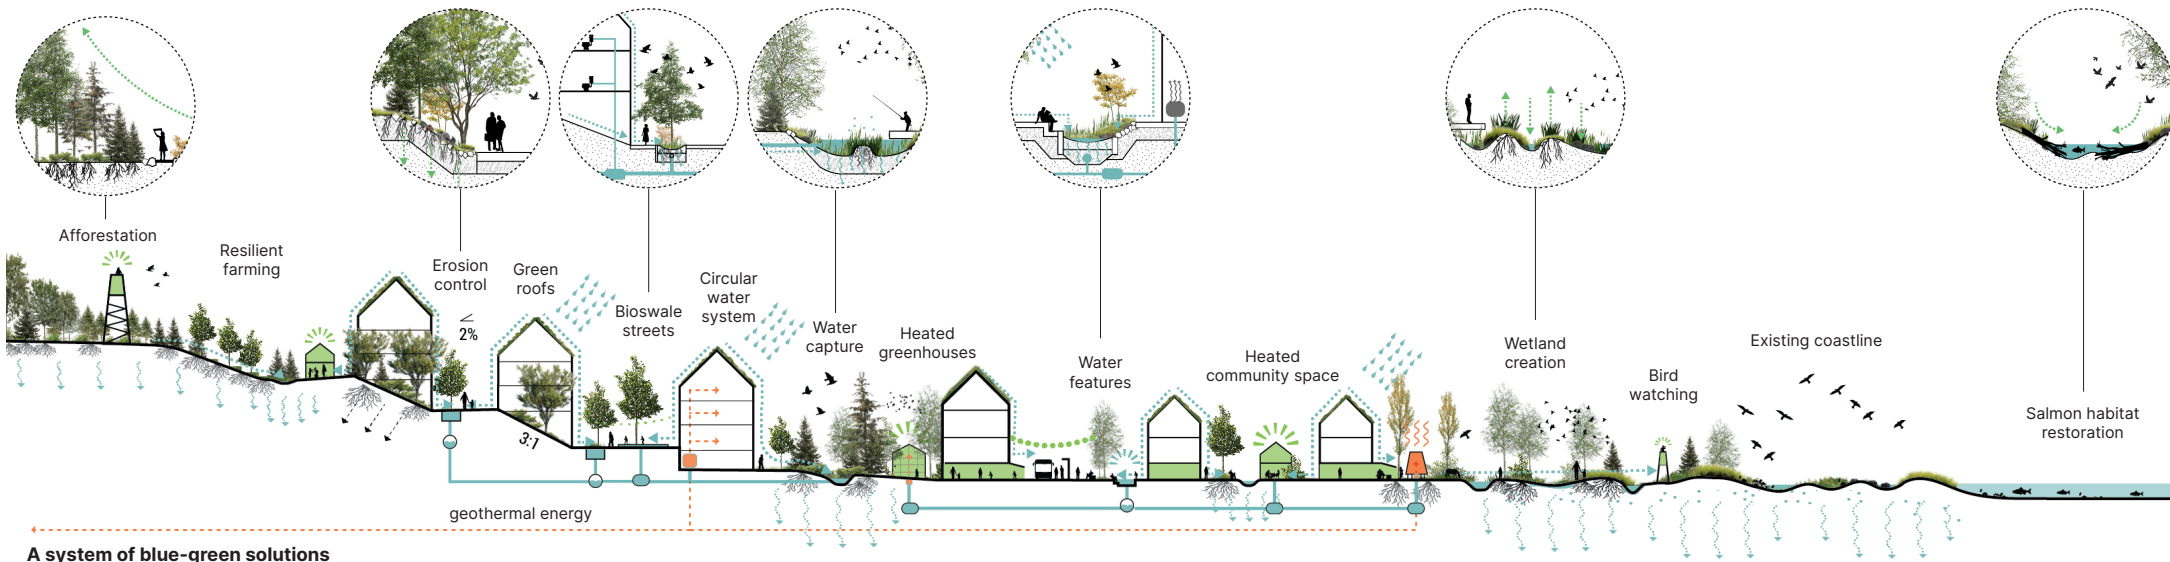 Afforestation
Resilient
farming
Erosion
control
2%
Green
roofs
3:1
Bioswale
streets
Circular
water
system
Water
capture
Heated
greenhouses
Water
features
Heated
community space
Wetland
creation
Bird
watching
Existing coastline
Salmon habitat
restoration
geothermal energy
A system of blue-green solutions